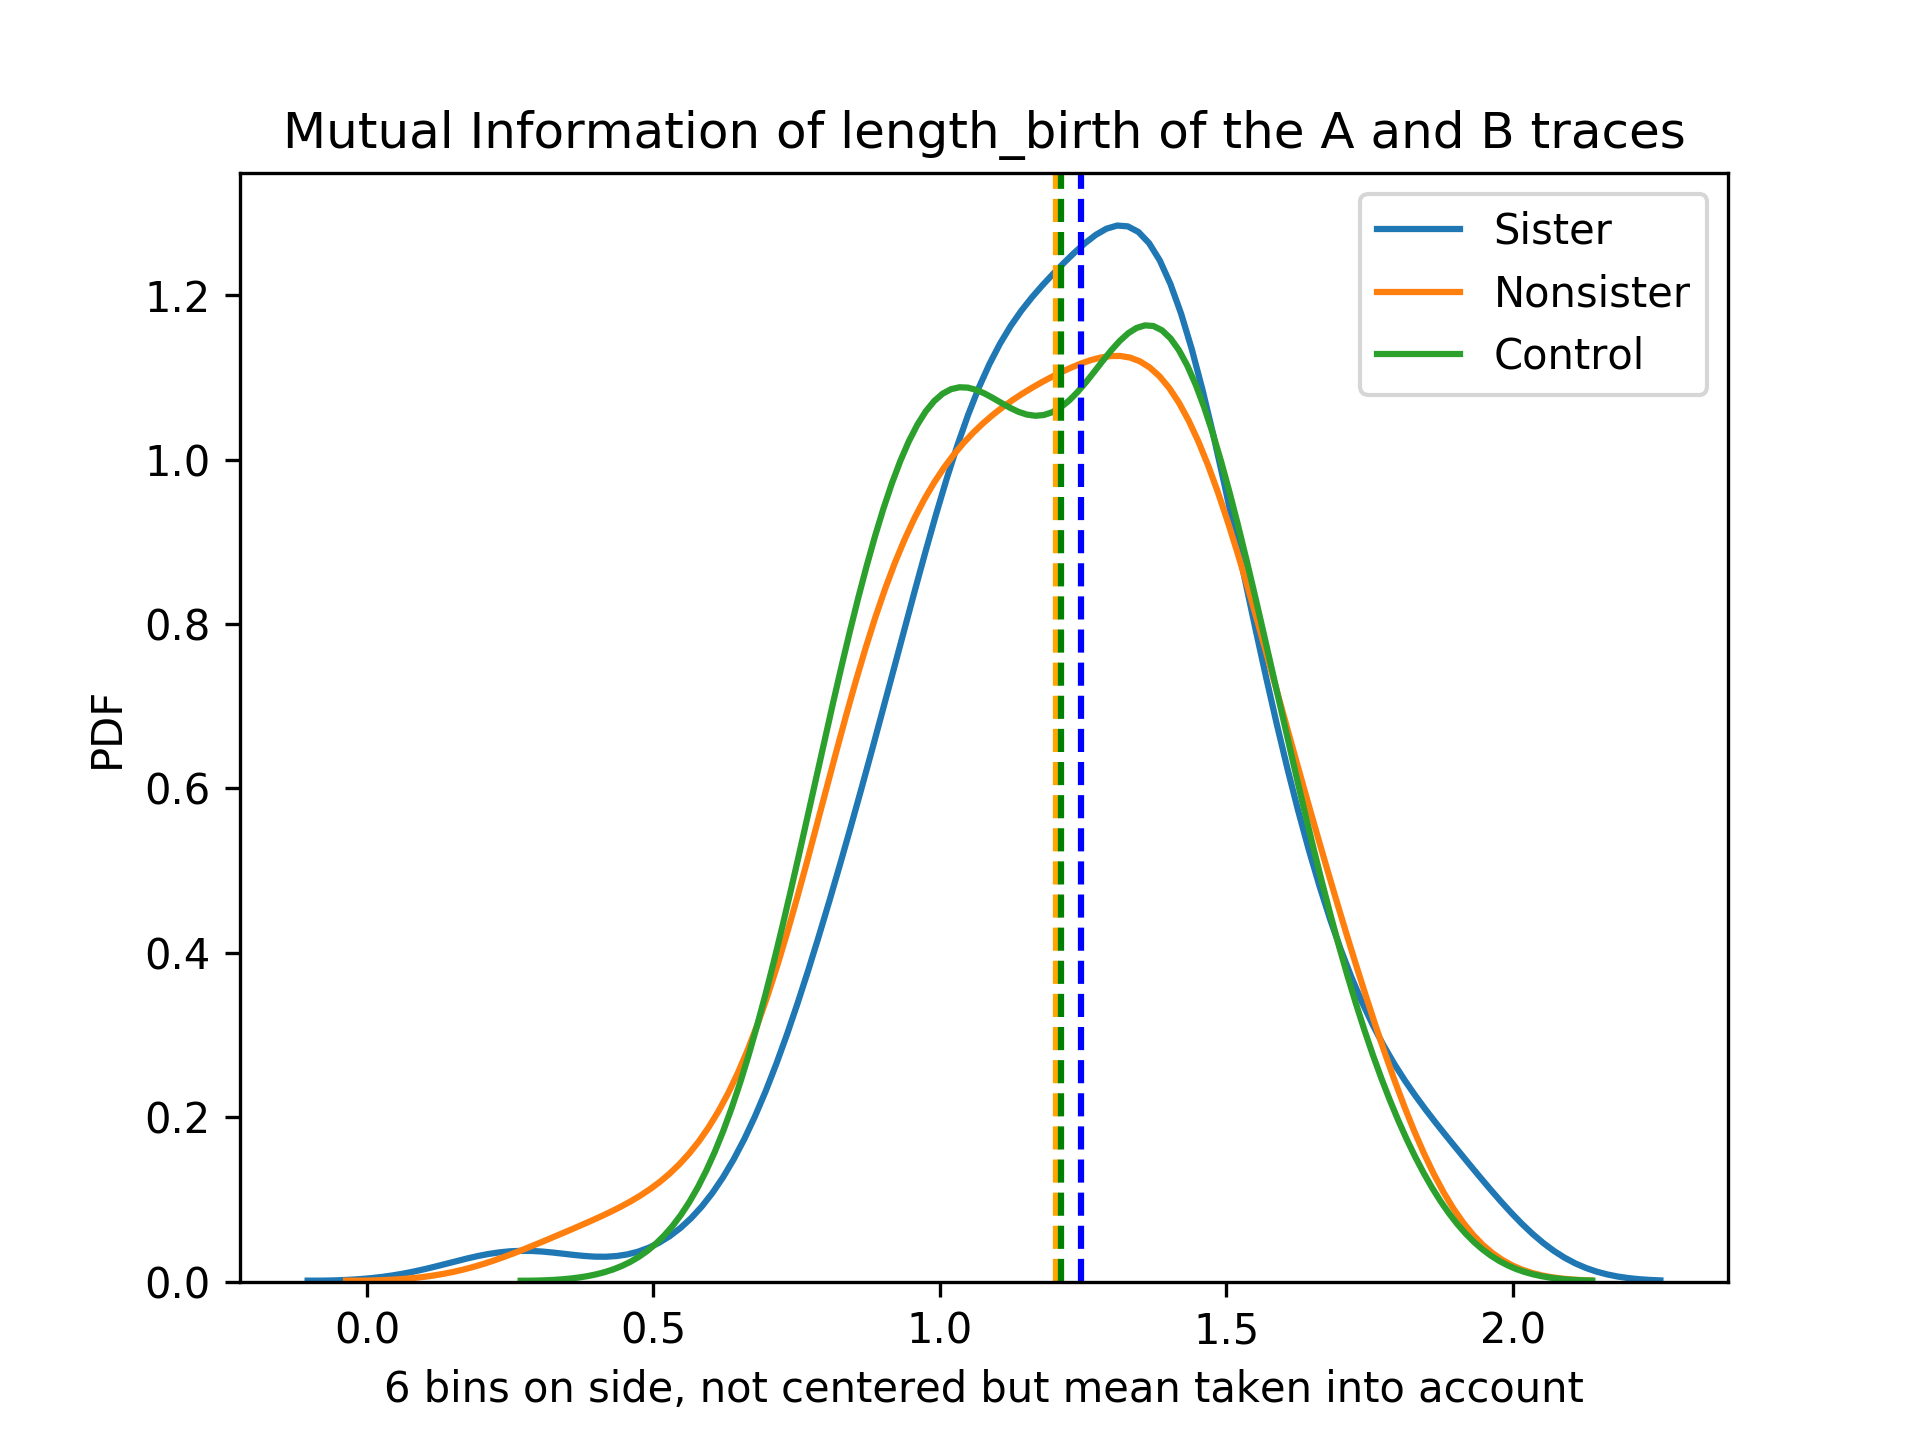 Mutual Information of length_birth of the A and B traces
Sister
Nonsister
Control
PDF
1.2
1.0
0.8
0.6
0.4
0.2
0.0
0.0 0.5 1.0 1.5 2.0
6 bins on side, not centered but mean taken into account